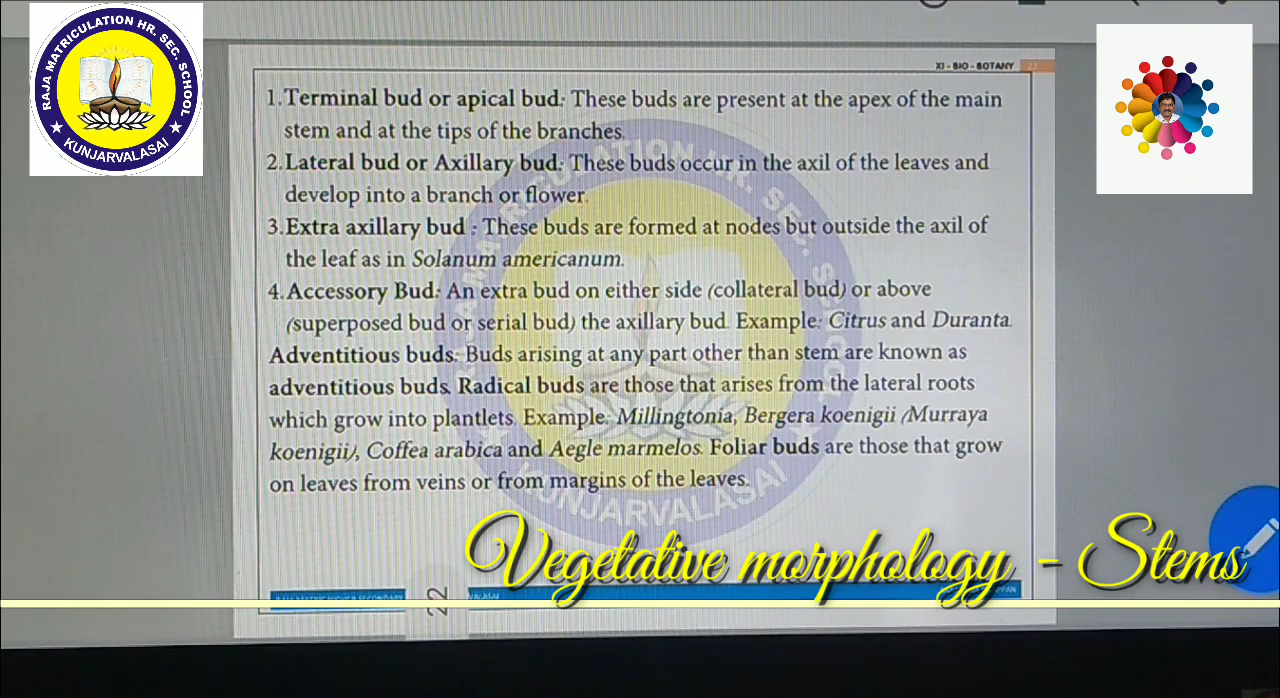 RAJA MATRICULATION HR. SEC. SCHOOL
KUNJARVALASAI
XI - BIO - BOTANY 22
1. Terminal bud or apical bud: These buds are present at the apex of the main
stem and at the tips of the branches.
2. Lateral bud or Axillary bud: These buds occur in the axil of the leaves and
develop into a branch or flower.
3. Extra axillary bud : These buds are formed at nodes but outside the axil of
the leaf as in Solanum americanum.
4. Accessory Bud: An extra bud on either side (collateral bud) or above
(superposed bud or serial bud) the axillary bud. Example: Citrus and Duranta.
Adventitious buds: Buds arising at any part other than stem are known as
adventitious buds. Radical buds are those that arises from the lateral roots
which grow into plantlets. Example: Millingtonia, Bergera koenigii (Murraya
koenigii), Coffea arabica and Aegle marmelos. Foliar buds are those that grow
on leaves from veins or from margins of the leaves.
Vegetative morphology - Stems
22